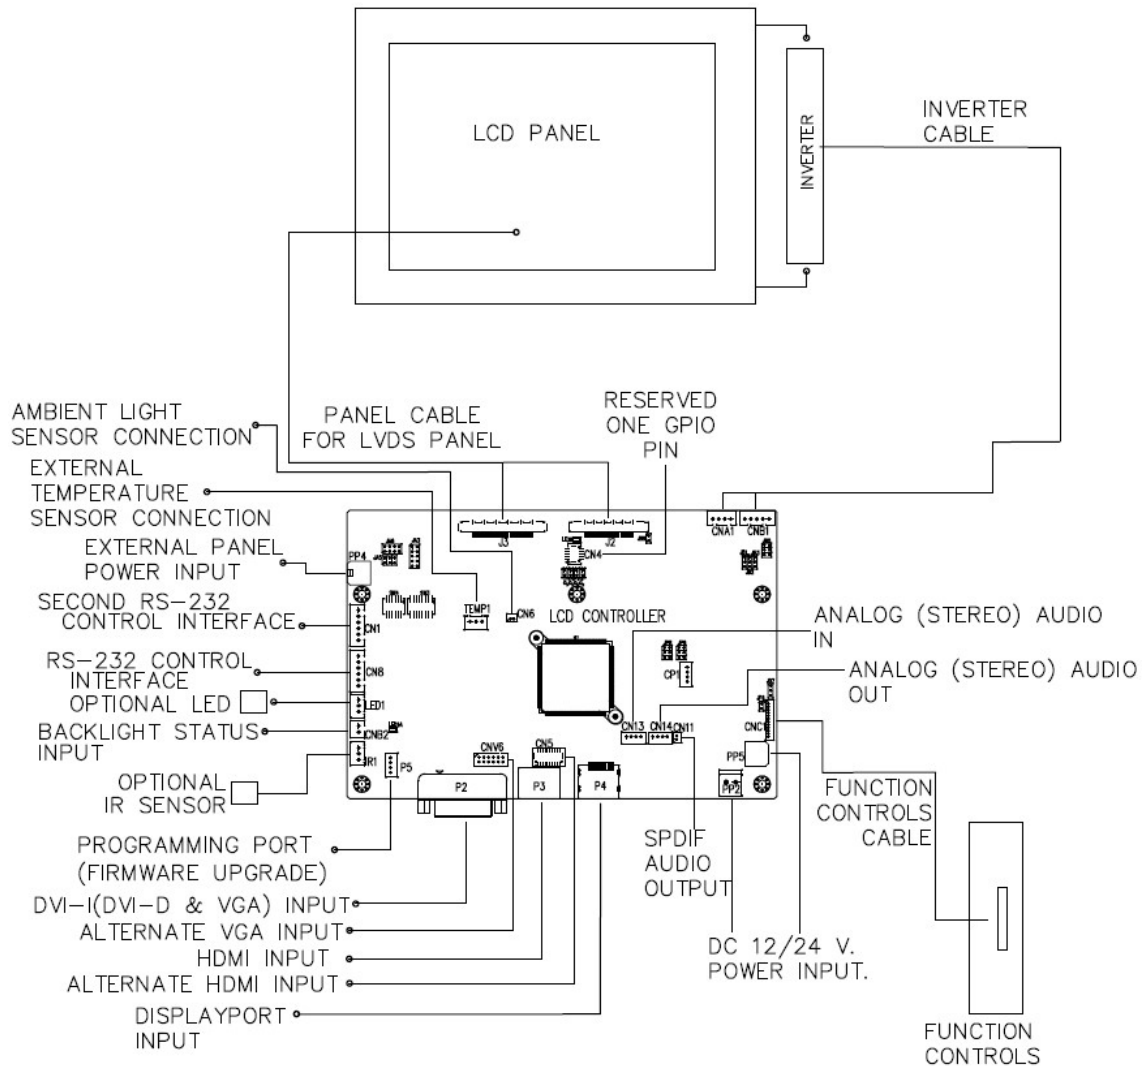 LCD PANEL
INVERTER
INVERTER
CABLE
AMBIENT LIGHT
SENSOR CONNECTION
PANEL CABLE
FOR LVDS PANEL
RESERVED
ONE GPIO
PIN
EXTERNAL
TEMPERATURE
SENSOR CONNECTION
EXTERNAL PANEL
POWER INPUT
SECOND RS-232
CONTROL INTERFACE
RS-232 CONTROL
INTERFACE
OPTIONAL LED
BACKLIGHT STATUS
INPUT
OPTIONAL
IR SENSOR
PROGRAMMING PORT
(FIRMWARE UPGRADE)
DVI-I(DVI-D & VGA) INPUT
ALTERNATE VGA INPUT
HDMI INPUT
ALTERNATE HDMI INPUT
DISPLAYPORT
INPUT
J3
J2
CNA1
CNB1
PP4
CN4
TEMP1
CN6
LCD CONTROLLER
CN1
CN8
LED1
CNB2
IR1
P5
CP1
CN13
CN14
CN11
CNC1
CNV6
CN5
P2
P3
P4
PP5
PP2
ANALOG (STEREO) AUDIO
IN
ANALOG (STEREO) AUDIO
OUT
SPDIF
AUDIO
OUTPUT
DC 12/24 V.
POWER INPUT.
FUNCTION
CONTROLS
CABLE
FUNCTION
CONTROLS